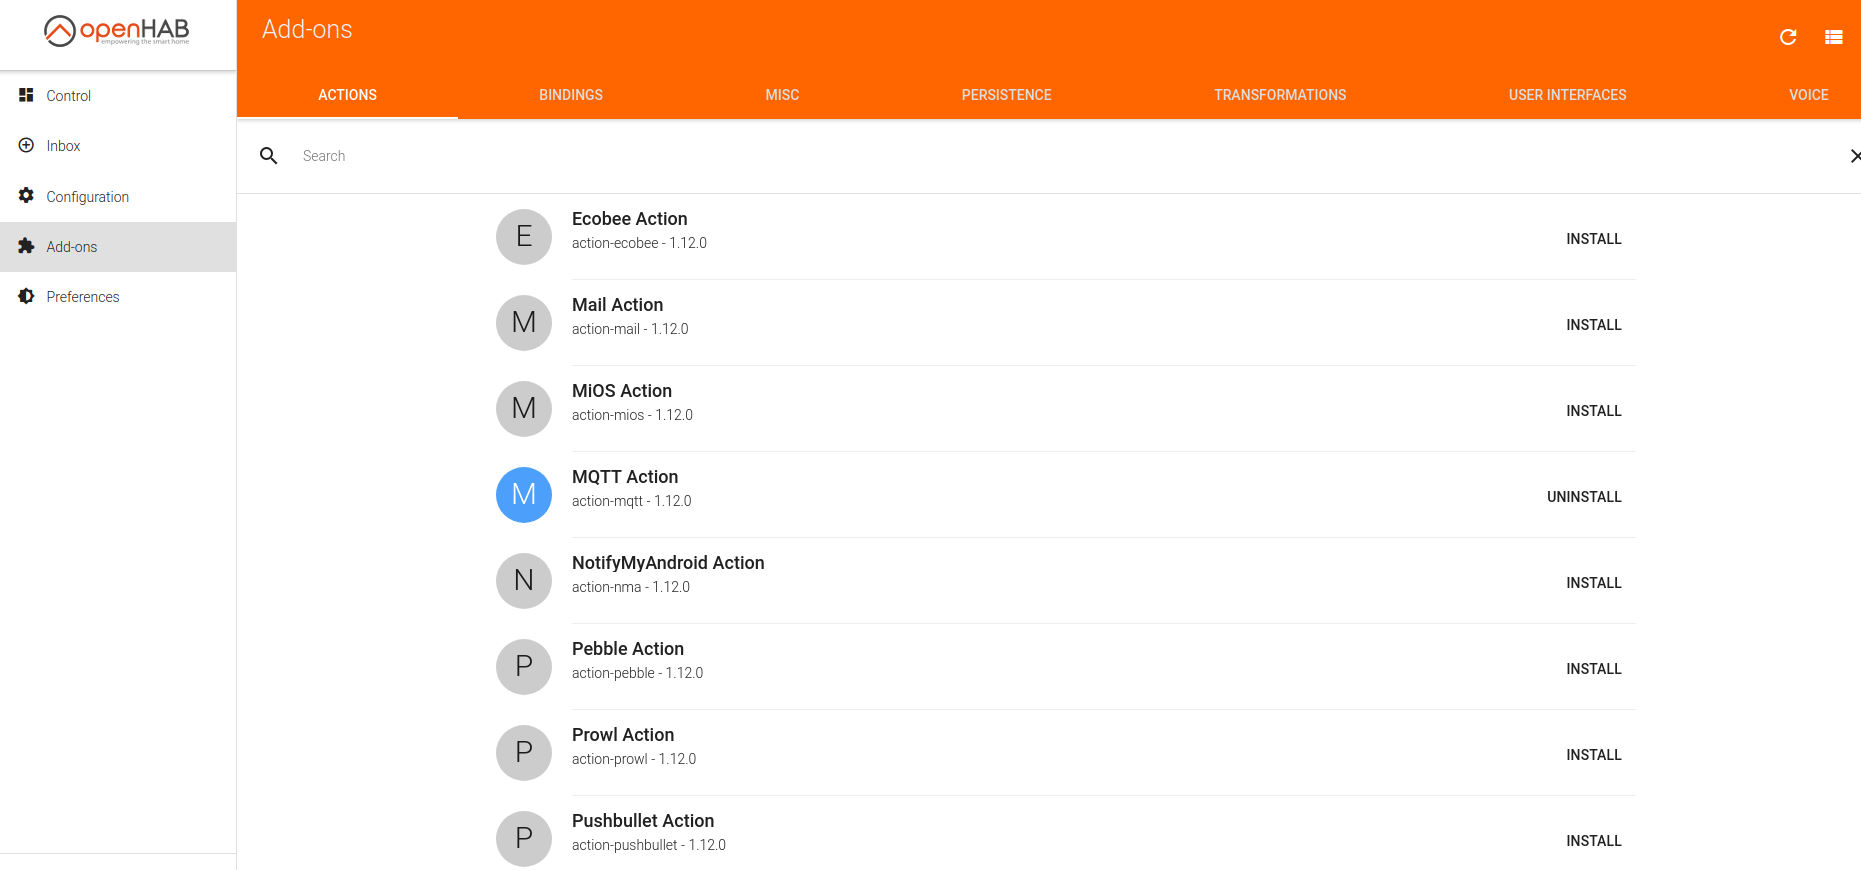 openHAB
empowering the smart home
Add-ons
Control
Inbox
Configuration
Add-ons
Preferences
ACTIONS
BINDINGS
MISC
PERSISTENCE
TRANSFORMATIONS
USER INTERFACES
VOICE
Search
E
Ecobee Action
action-ecobee - 1.12.0
INSTALL
M
Mail Action
action-mail - 1.12.0
INSTALL
M
MiOS Action
action-mios - 1.12.0
INSTALL
M
MQTT Action
action-mqtt - 1.12.0
UNINSTALL
N
NotifyMyAndroid Action
action-nma - 1.12.0
INSTALL
P
Pebble Action
action-pebble - 1.12.0
INSTALL
P
Prowl Action
action-prowl - 1.12.0
INSTALL
P
Pushbullet Action
action-pushbullet - 1.12.0
INSTALL